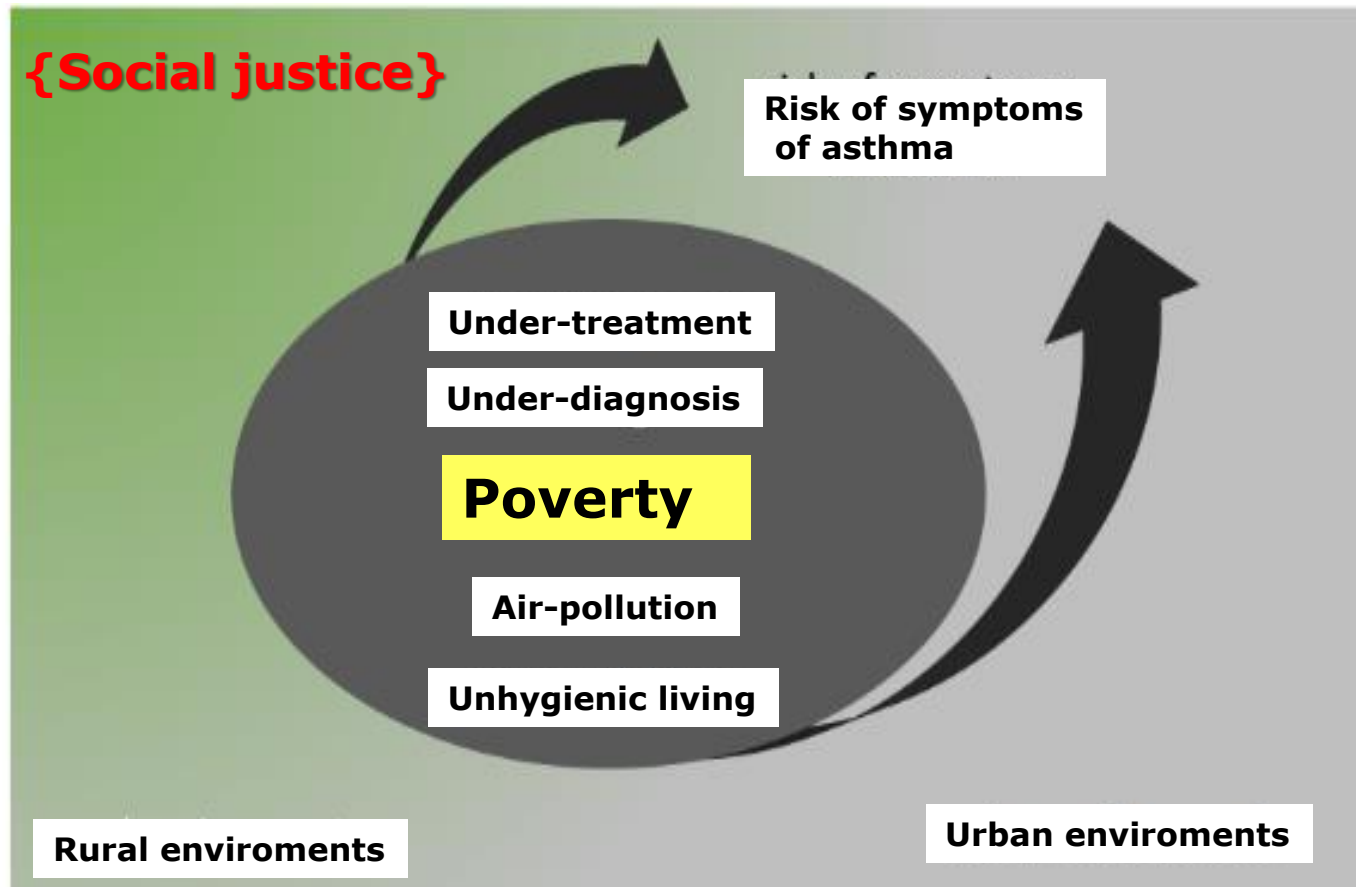 {Social justice}
Risk of symptoms
of asthma
Under-treatment
Under-diagnosis
Poverty
Air-pollution
Unhygienic living
Rural enviroments
Urban enviroments